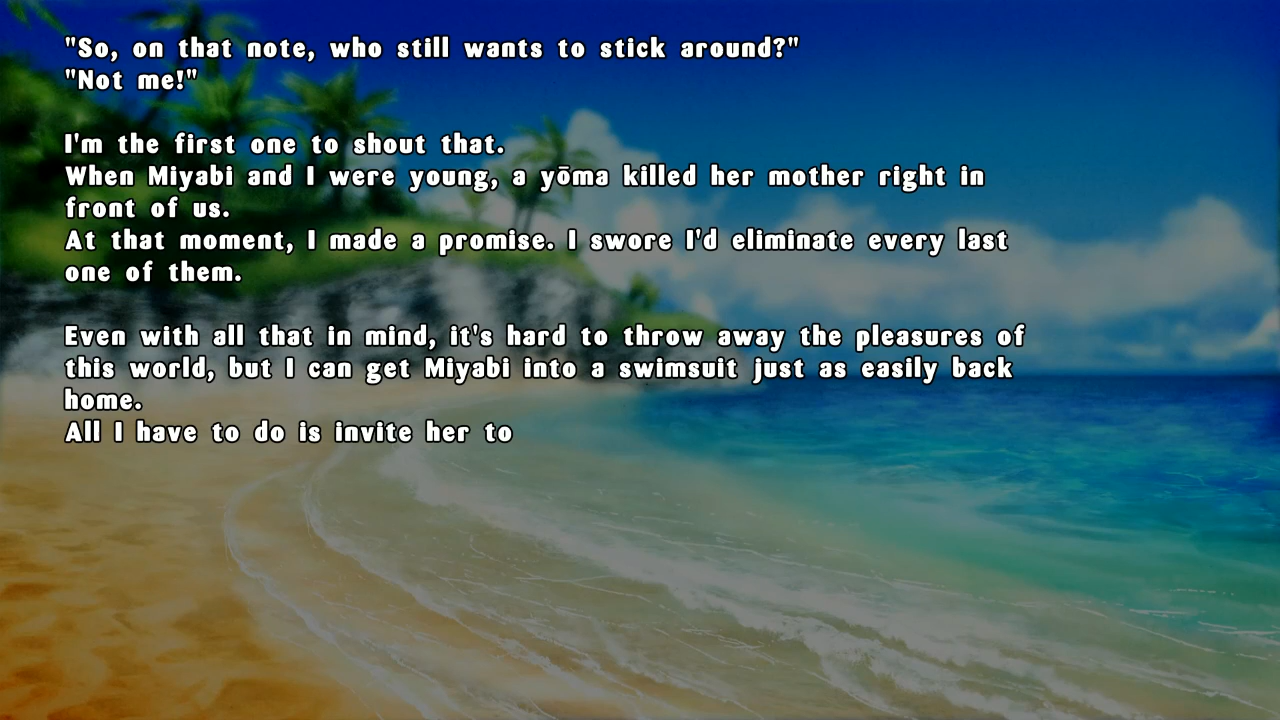 "So, on that note, who still wants to stick around?"
"Not me!"
I'm the first one to shout that.
When Miyabi and I were young, a yōma killed her mother right in
front of us.
At that moment, I made a promise. I swore I'd eliminate every last
one of them.
Even with all that in mind, it's hard to throw away the pleasures of
this world, but I can get Miyabi into a swimsuit just as easily back
home.
All I have to do is invite her to